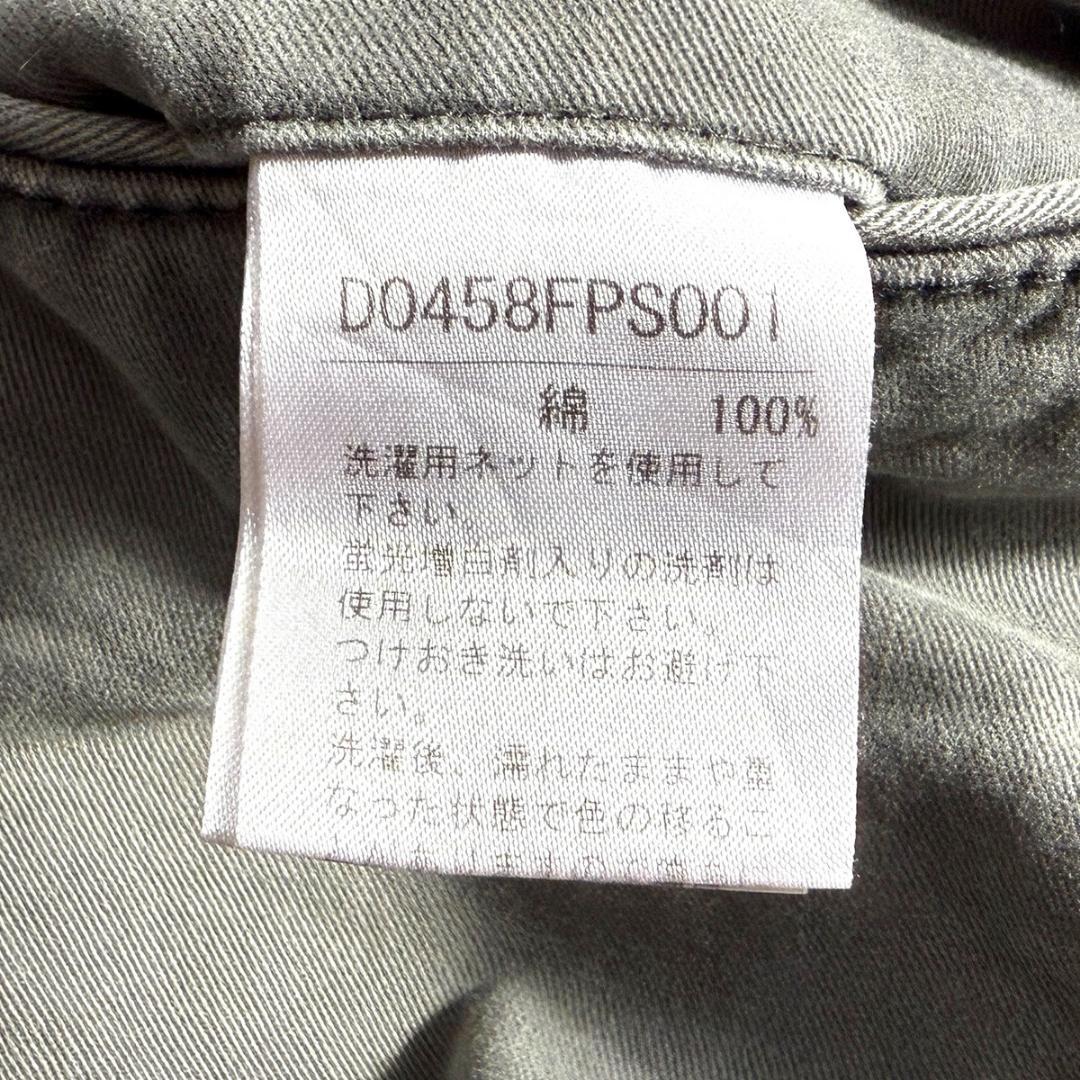 D0458FPS001
綿 100%
洗濯用ネットを使用して
下さい。
蛍光増白剤入りの洗剤は
使用しないで下さい。
つけおき洗いはお避け下
さい。
洗濯後、濡れたままや重
なった状態で色の移るこ